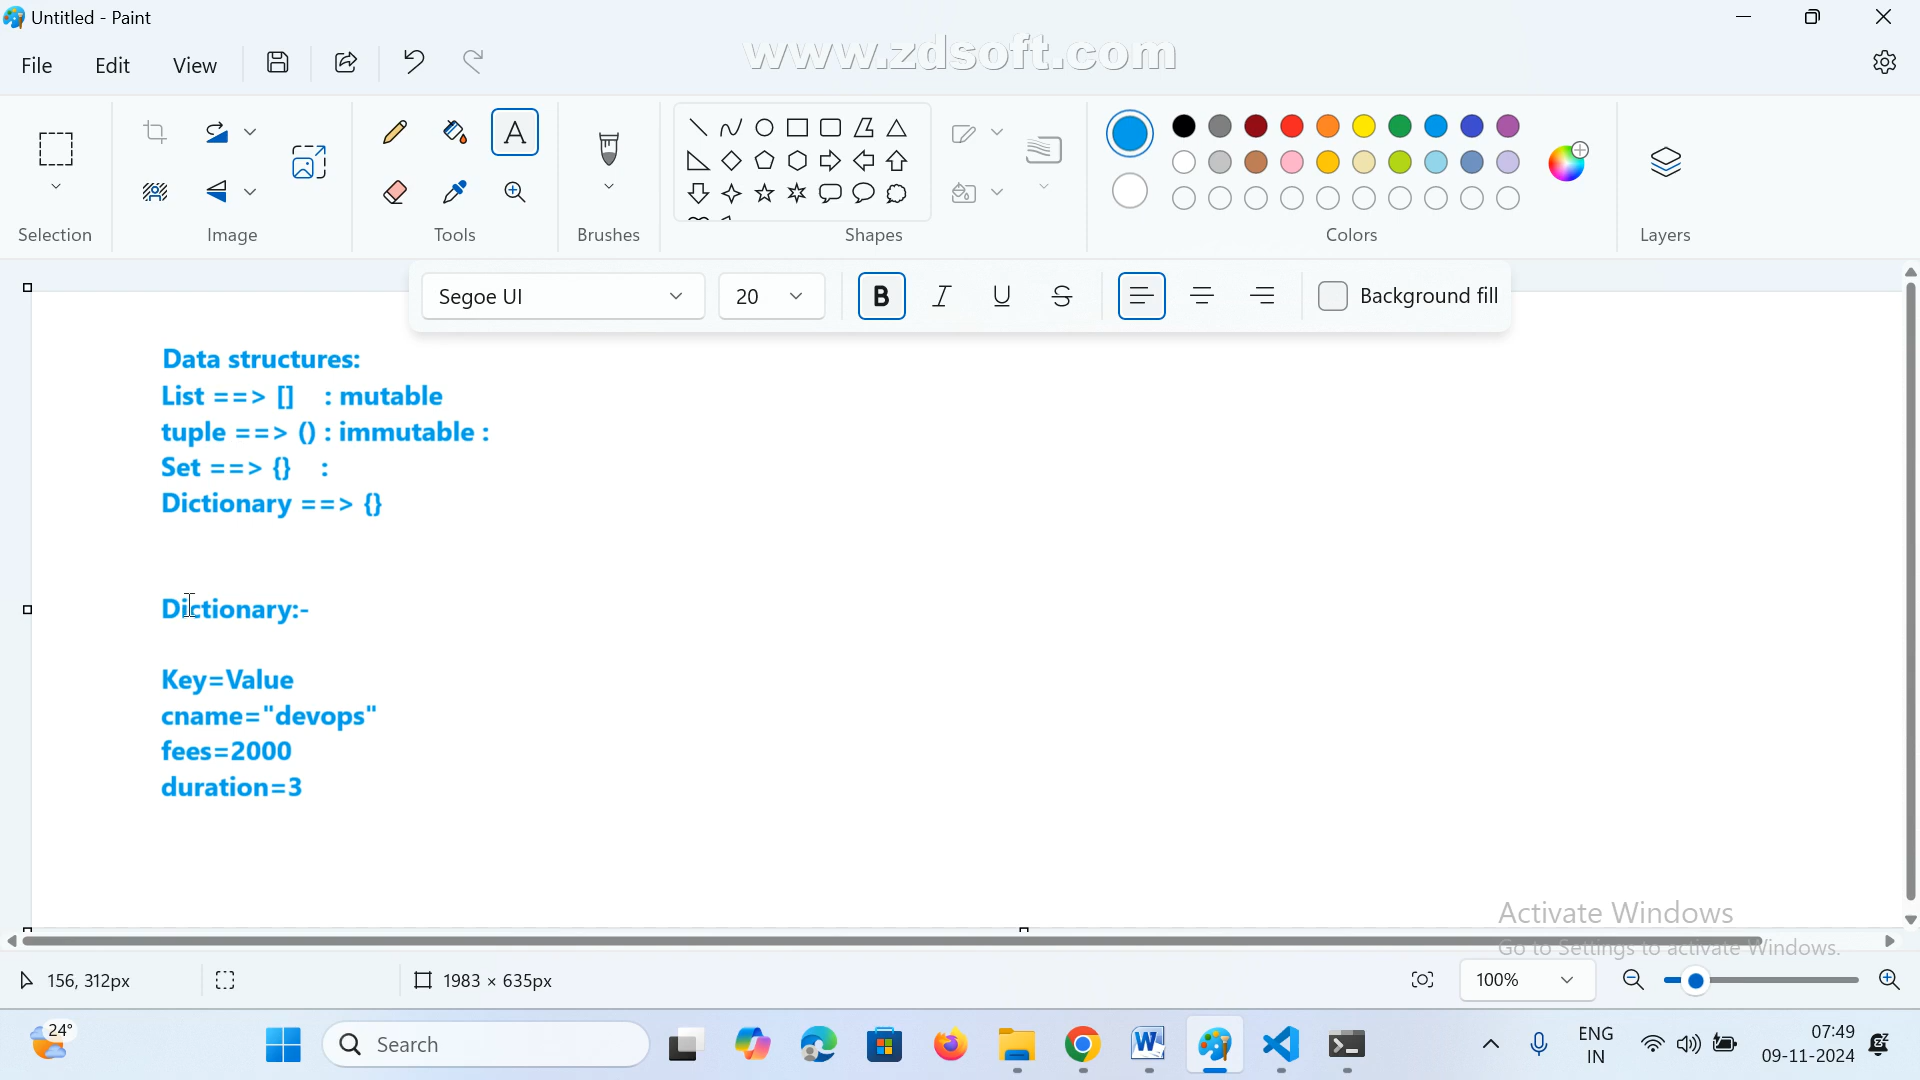 Untitled - Paint
File Edit View
www.zdsoft.com
Selection Image Tools Brushes Shapes Colors Layers
Segoe UI 20 B I U S Background fill
Data structures:
List ==> [] : mutable
tuple ==> () : immutable :
Set ==> {} :
Dictionary ==> {}
Dictionary:-
Key=Value
cname="devops"
fees=2000
duration=3
Activate Windows
Go to Settings to activate Windows.
156, 312px 1983 × 635px 100%
24° Search ENG 07:49
IN 09-11-2024